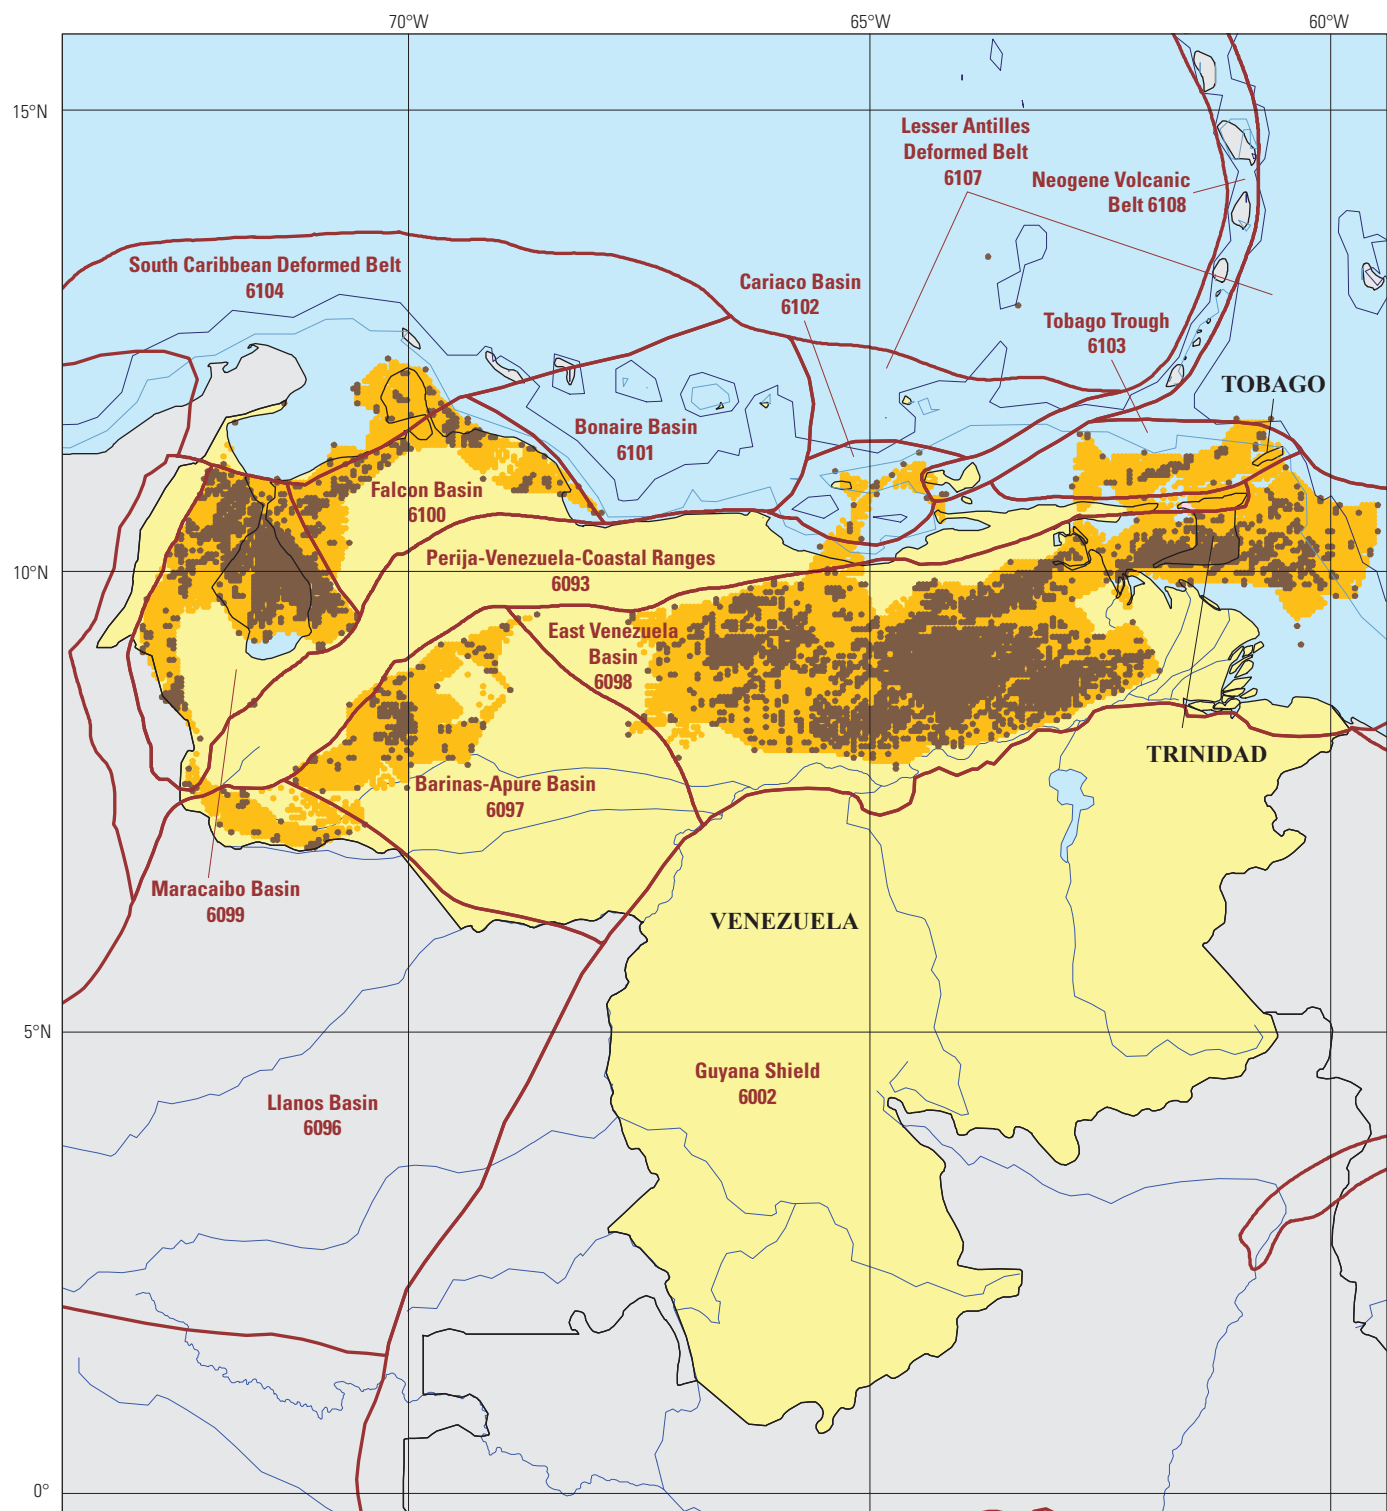 70°W
65°W
60°W
15°N
Lesser Antilles
Deformed Belt
6107
Neogene Volcanic
Belt 6108
South Caribbean Deformed Belt
6104
Cariaco Basin
6102
Tobago Trough
6103
TOBAGO
Bonaire Basin
6101
Falcon Basin
6100
Perija-Venezuela-Coastal Ranges
6093
10°N
East Venezuela
Basin
6098
TRINIDAD
Barinas-Apure Basin
6097
Maracaibo Basin
6099
VENEZUELA
5°N
Guyana Shield
6002
Llanos Basin
6096
0°